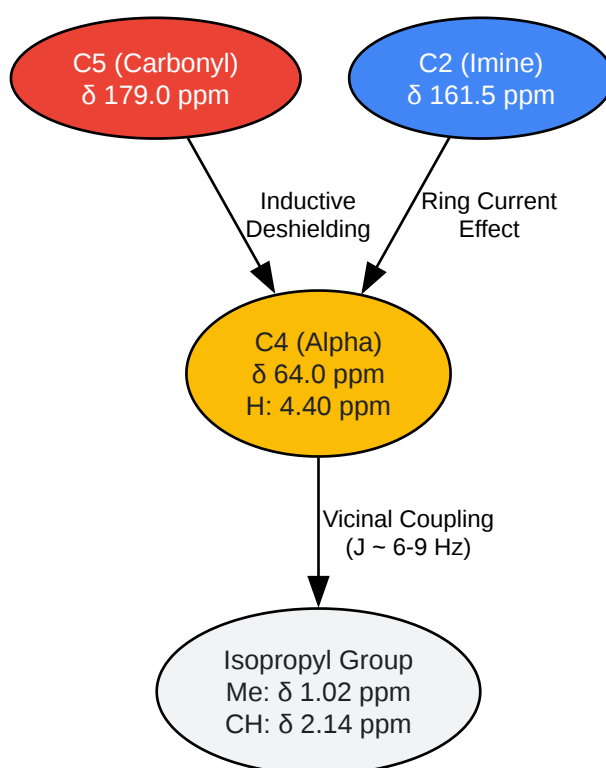 C5 (Carbonyl)
δ 179.0 ppm
C2 (Imine)
δ 161.5 ppm
Inductive
Deshielding
Ring Current
Effect
C4 (Alpha)
δ 64.0 ppm
H: 4.40 ppm
Vicinal Coupling
(J ~ 6-9 Hz)
Isopropyl Group
Me: δ 1.02 ppm
CH: δ 2.14 ppm